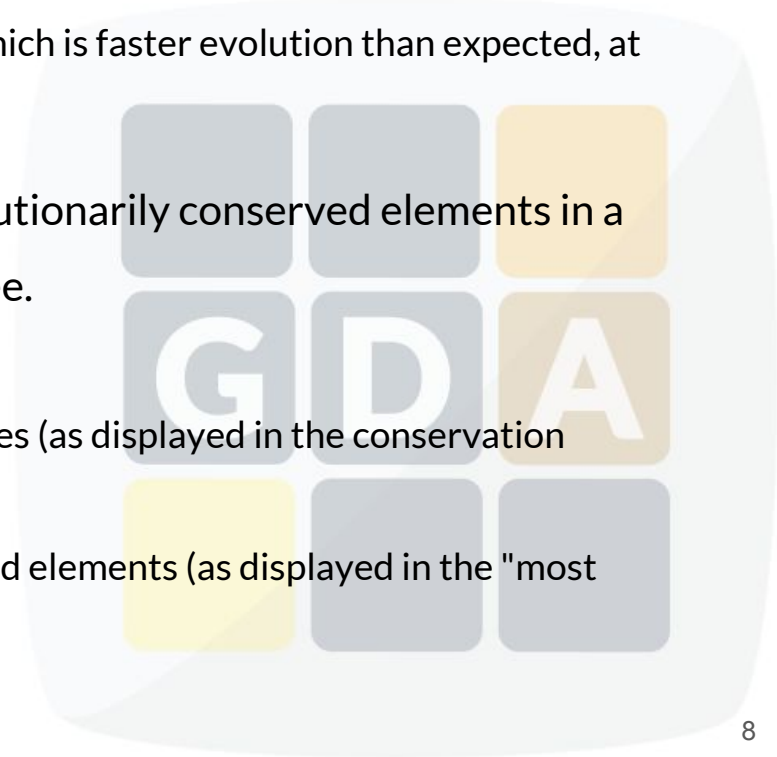 hich is faster evolution than expected, at
utionarily conserved elements in a
e.
G D A
es (as displayed in the conservation
d elements (as displayed in the "most
8